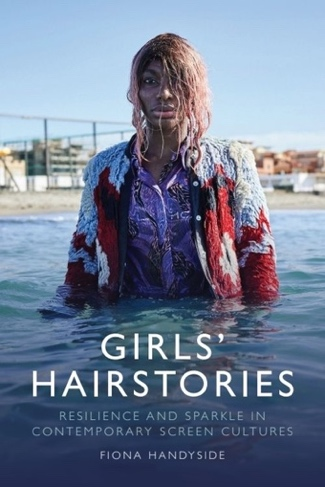 GIRLS'
HAIRSTORIES
RESILIENCE AND SPARKLE IN
CONTEMPORARY SCREEN CULTURES
FIONA HANDYSIDE